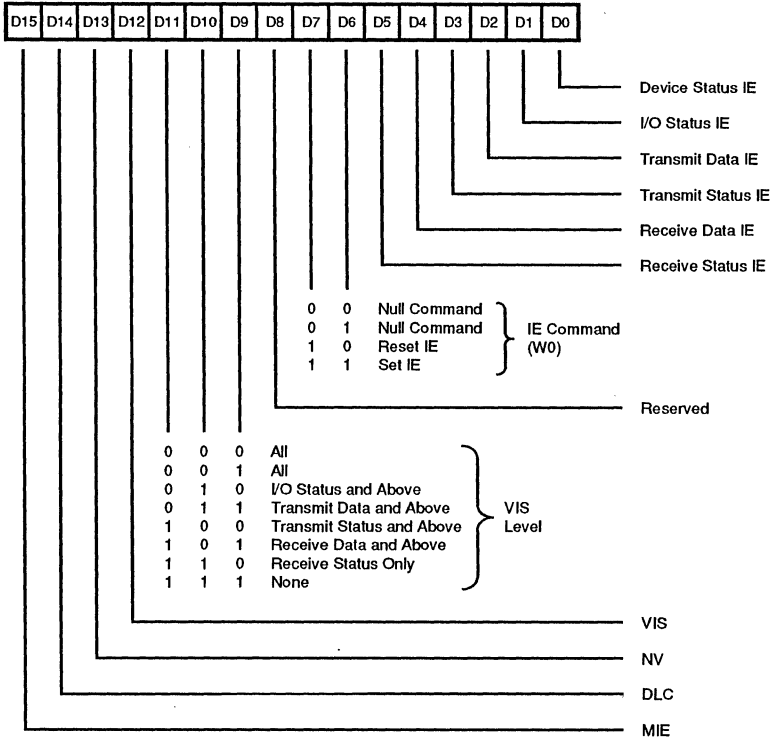 D15 D14 D13 D12 D11 D10 D9 D8 D7 D6 D5 D4 D3 D2 D1 D0
Device Status IE
I/O Status IE
Transmit Data IE
Transmit Status IE
Receive Data IE
Receive Status IE
0 0 Null Command
0 1 Null Command
1 0 Reset IE
1 1 Set IE
IE Command
(W0)
Reserved
0 0 0 All
0 0 1 All
0 1 0 I/O Status and Above
0 1 1 Transmit Data and Above
1 0 0 Transmit Status and Above
1 0 1 Receive Data and Above
1 1 0 Receive Status Only
1 1 1 None
VIS
Level
VIS
NV
DLC
MIE